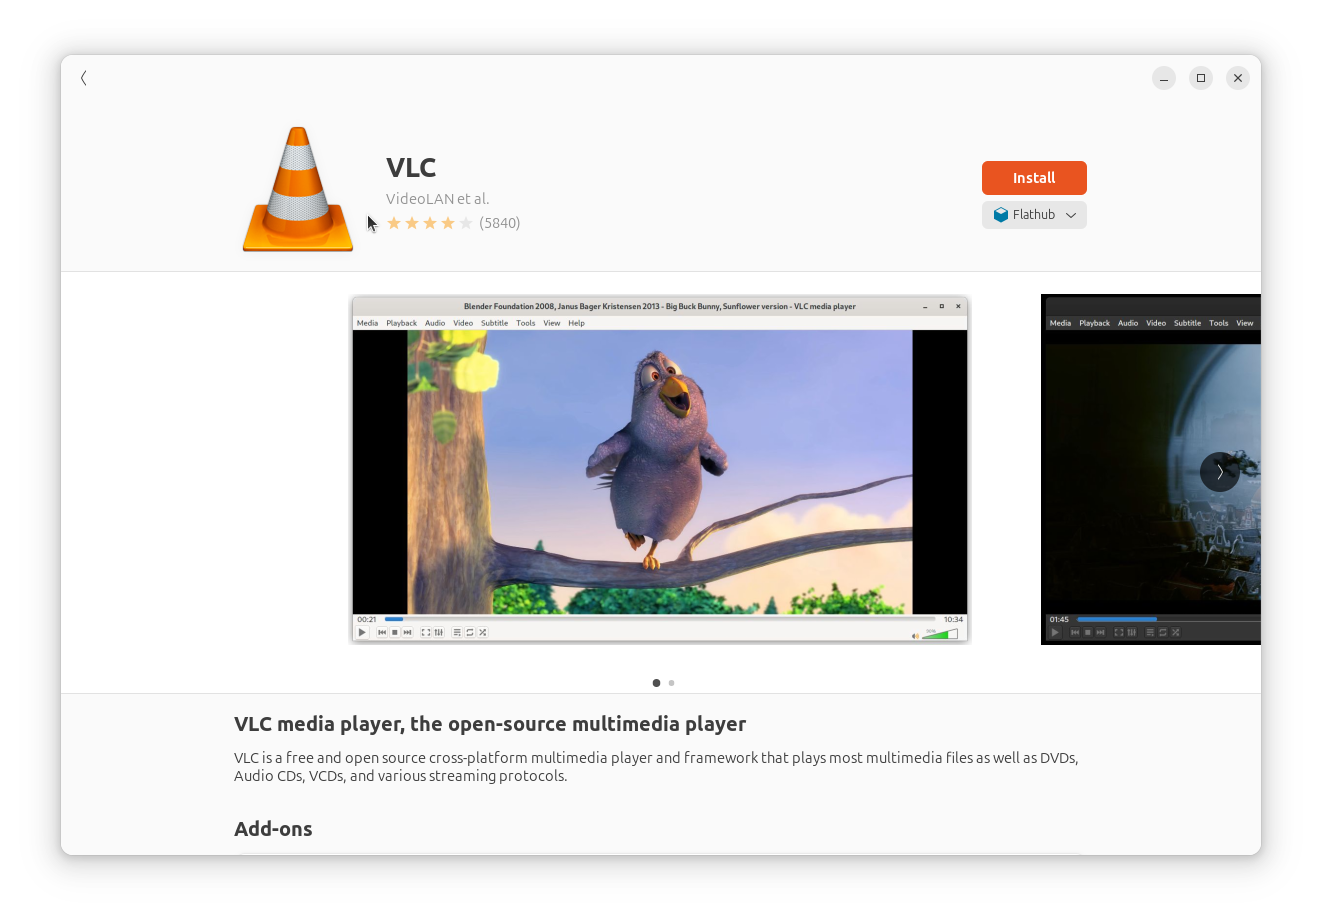 VLC
VideoLAN et al.
(5840)
Install
Flathub
Blender Foundation 2008, Janus Bager Kristensen 2013 - Big Buck Bunny, Sunflower version - VLC media player
Media Playback Audio Video Subtitle Tools View Help
00:21
10:34
Media Playback Audio Video Subtitle Tools View
01:45
VLC media player, the open-source multimedia player
VLC is a free and open source cross-platform multimedia player and framework that plays most multimedia files as well as DVDs,
Audio CDs, VCDs, and various streaming protocols.
Add-ons